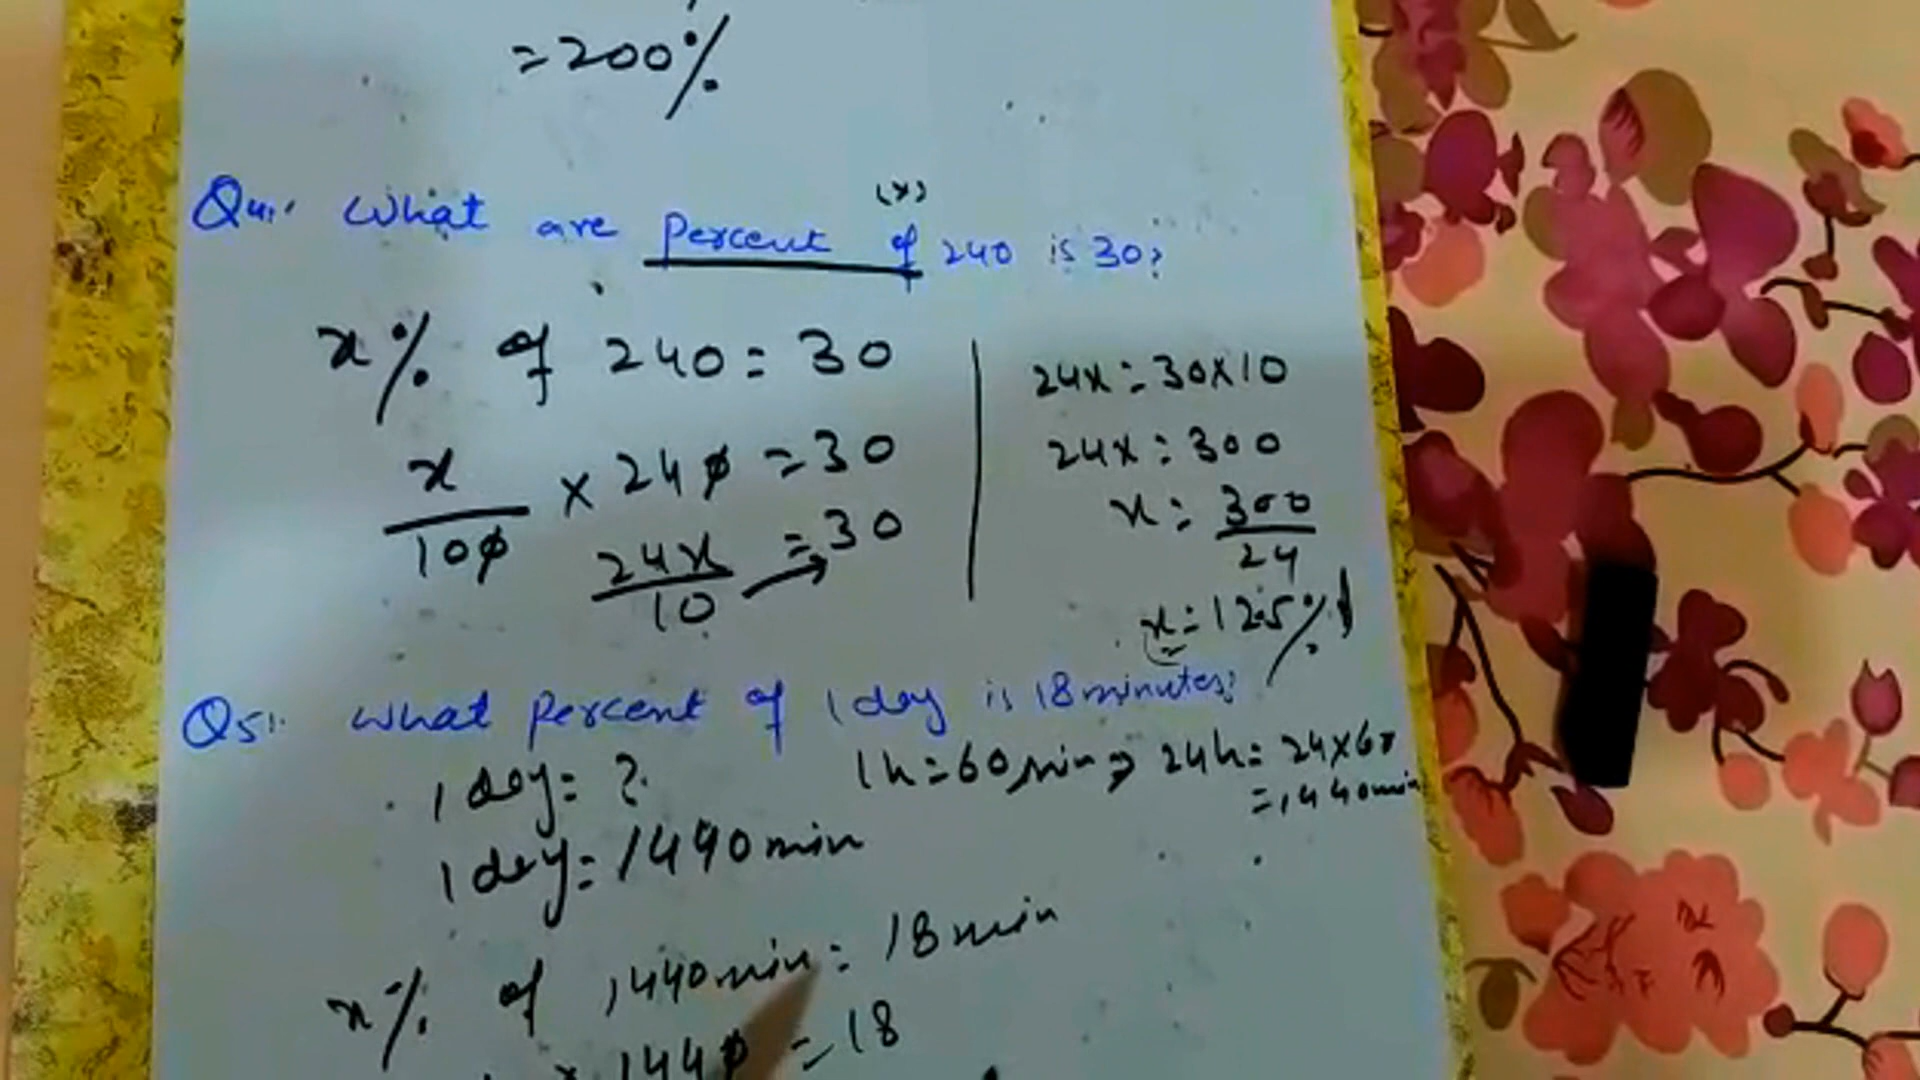 =200%
(x)
Q4:. What are Percent of 240 is 30?
x% of 240 = 30
x/100 × 240 = 30
24x/10 = 30
24x = 30×10
24x = 300
x = 300/24
x = 12.5%
Q5:. What Percent of 1 day is 18 minutes?
1 day = ?
1h = 60 min ⇒ 24h = 24×60
= 1440 min
1 day = 1440 min
x% of 1440 min = 18 min
× 1440 = 18